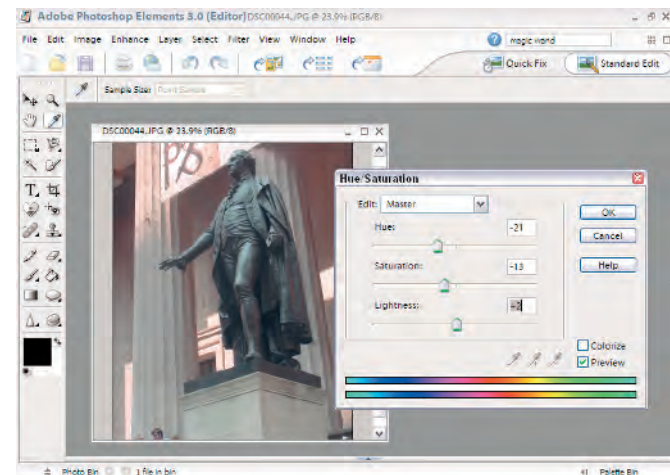 Adobe Photoshop Elements 3.0 (Editor) DSC00044.JPG @ 23.9% (RGB/8)
File Edit Image Enhance Layer Select Filter View Window Help magic wand
Quick Fix Standard Edit
Sample Size: Point Sample
DSC00044.JPG @ 23.9% (RGB/8)
Hue/Saturation
Edit: Master
OK
Hue: -21
Cancel
Saturation: -13
Help
Lightness:
Colorize
Preview
Photo Bin 1 file in bin Palette Bin